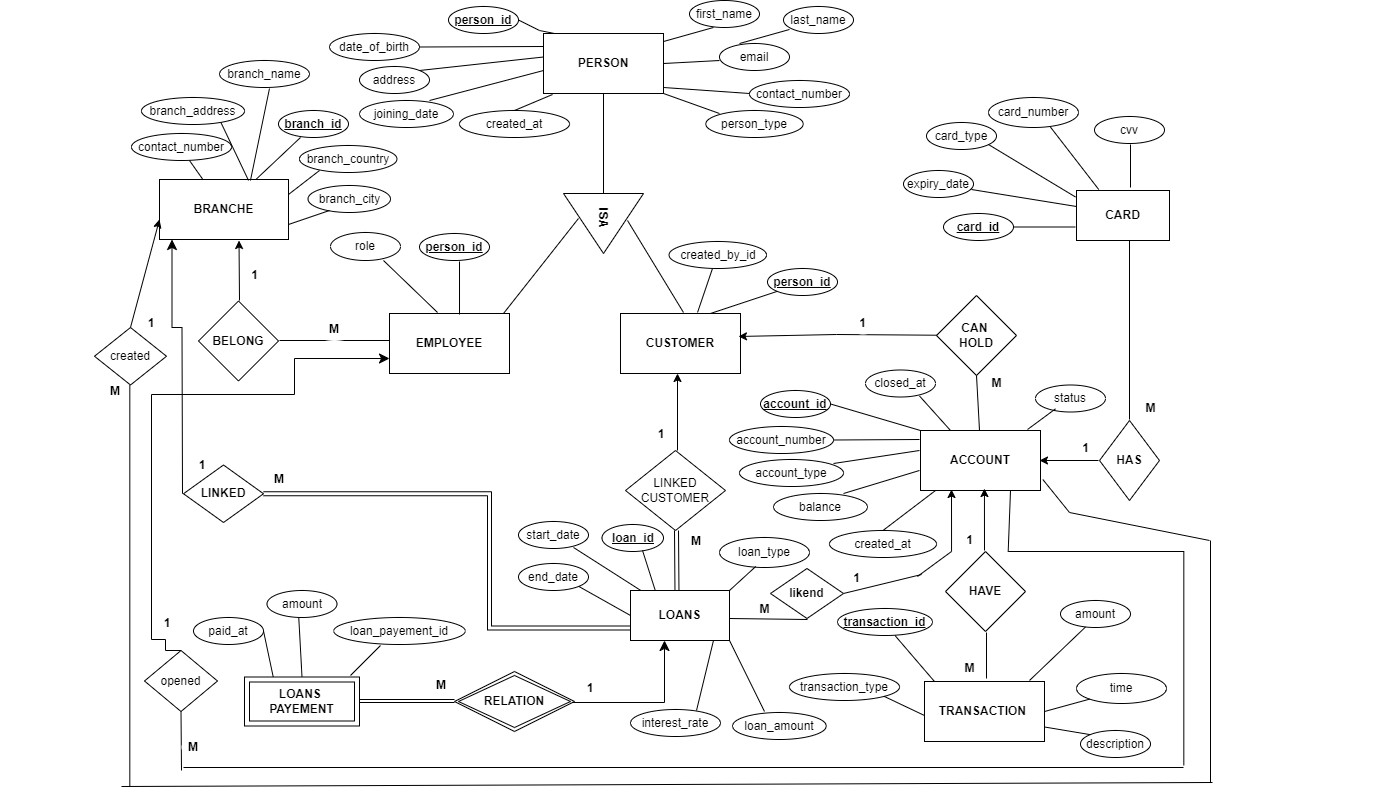 first_name
person_id
last_name
date_of_birth
PERSON
email
branch_name
address
contact_number
joining_date
created_at
person_type
branch_address
branch_id
card_number
cvv
card_type
contact_number
branch_country
expiry_date
branch_city
BRANCHE
ISA
CARD
card_id
role
person_id
created_by_id
1
person_id
1
M
1
CAN
HOLD
BELONG
EMPLOYEE
CUSTOMER
created
M
closed_at
M
status
account_id
M
1
account_number
1
ACCOUNT
HAS
1
account_type
M
LINKED
LINKED
CUSTOMER
balance
start_date
loan_id
M
1
created_at
loan_type
end_date
1
likend
HAVE
amount
M
LOANS
transaction_id
amount
1
paid_at
loan_payement_id
M
opened
M
1
transaction_type
time
LOANS
PAYEMENT
RELATION
TRANSACTION
interest_rate
loan_amount
M
description